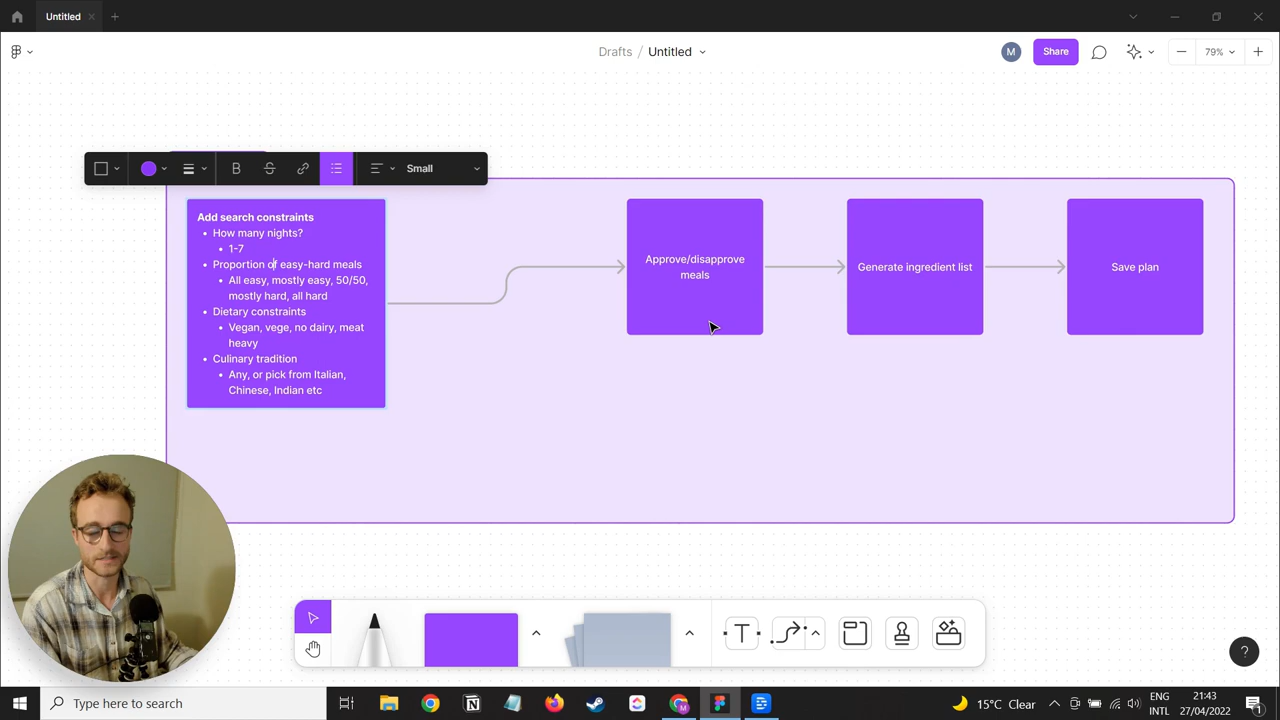 Untitled
Drafts / Untitled
M
Share
79%
B
S
Small
Add search constraints
• How many nights?
• 1-7
• Proportion of easy-hard meals
• All easy, mostly easy, 50/50,
mostly hard, all hard
• Dietary constraints
• Vegan, vege, no dairy, meat
heavy
• Culinary tradition
• Any, or pick from Italian,
Chinese, Indian etc
Approve/disapprove
meals
Generate ingredient list
Save plan
T
?
Type here to search
M
15°C Clear
ENG
INTL
21:43
27/04/2022
1